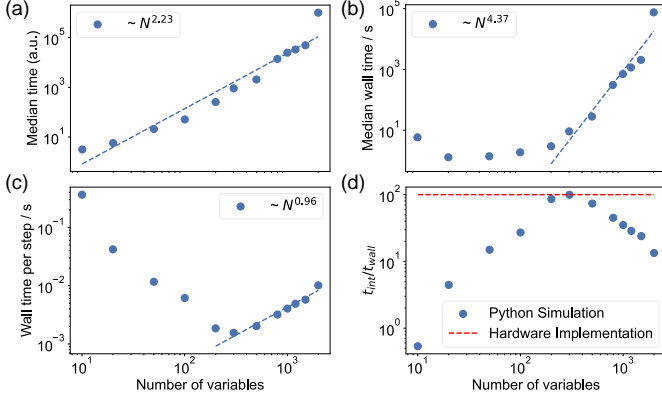 (a)
~ N^2.23
Median time (a.u.)
10^5
10^3
10^1
(b)
~ N^4.37
Median wall time / s
10^5
10^3
10^1
(c)
~ N^0.96
Wall time per step / s
10^-1
10^-2
10^-3
10^1
10^2
10^3
Number of variables
(d)
t_int/t_wall
10^2
10^1
10^0
Python Simulation
Hardware Implementation
10^1
10^2
10^3
Number of variables